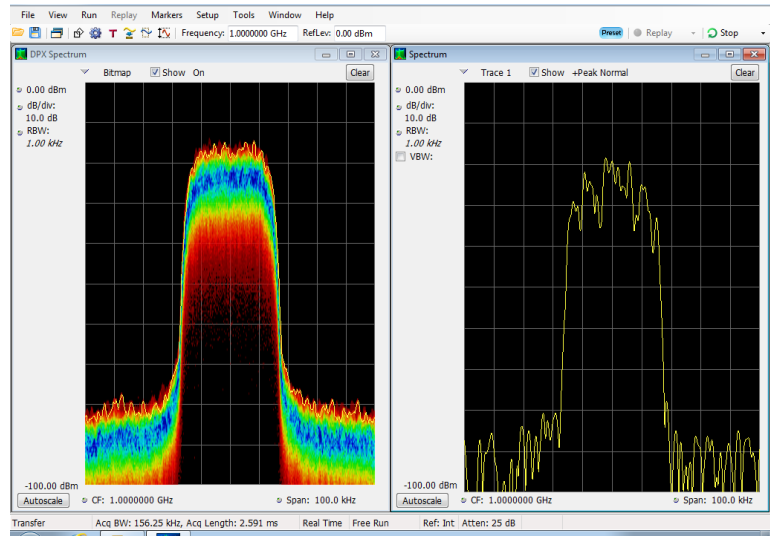 File View Run Replay Markers Setup Tools Window Help
T Frequency: 1.0000000 GHz RefLev: 0.00 dBm Preset Replay Stop
DPX Spectrum
Bitmap Show On Clear
0.00 dBm
dB/div:
10.0 dB
RBW:
1.00 kHz
-100.00 dBm
Autoscale CF: 1.0000000 GHz Span: 100.0 kHz
Spectrum
Trace 1 Show +Peak Normal Clear
0.00 dBm
dB/div:
10.0 dB
RBW:
1.00 kHz
VBW:
-100.00 dBm
Autoscale CF: 1.0000000 GHz Span: 100.0 kHz
Transfer Acq BW: 156.25 kHz, Acq Length: 2.591 ms Real Time Free Run Ref: Int Atten: 25 dB